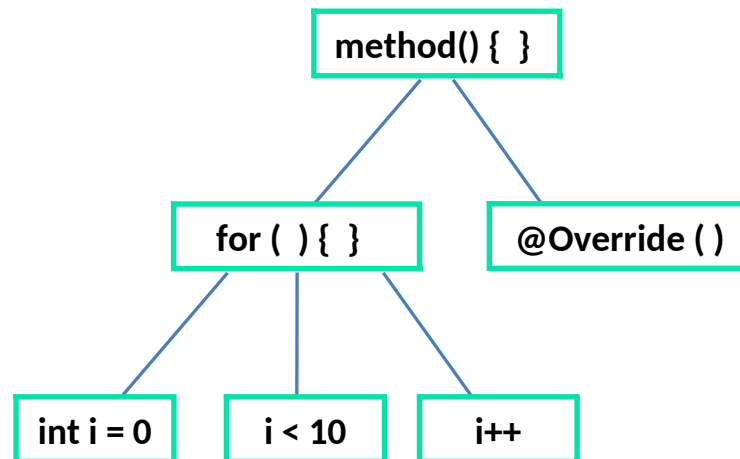 method() {  }
for (  ) {  }
@Override ( )
int i = 0
i < 10
i++